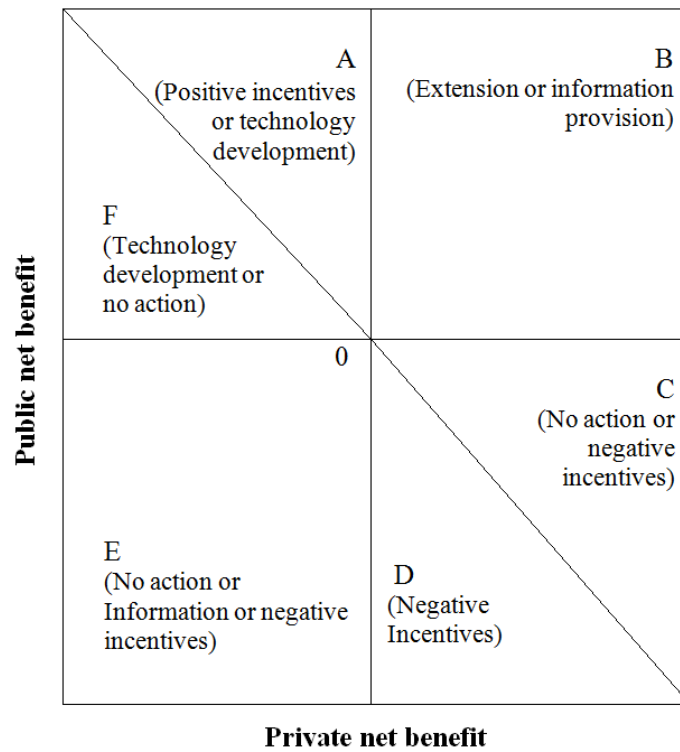 A
(Positive incentives
or technology
development)
B
(Extension or information
provision)
F
(Technology
development or
no action)
Public net benefit
0
C
(No action or
negative
incentives)
E
(No action or
Information or negative
incentives)
D
(Negative
Incentives)
Private net benefit